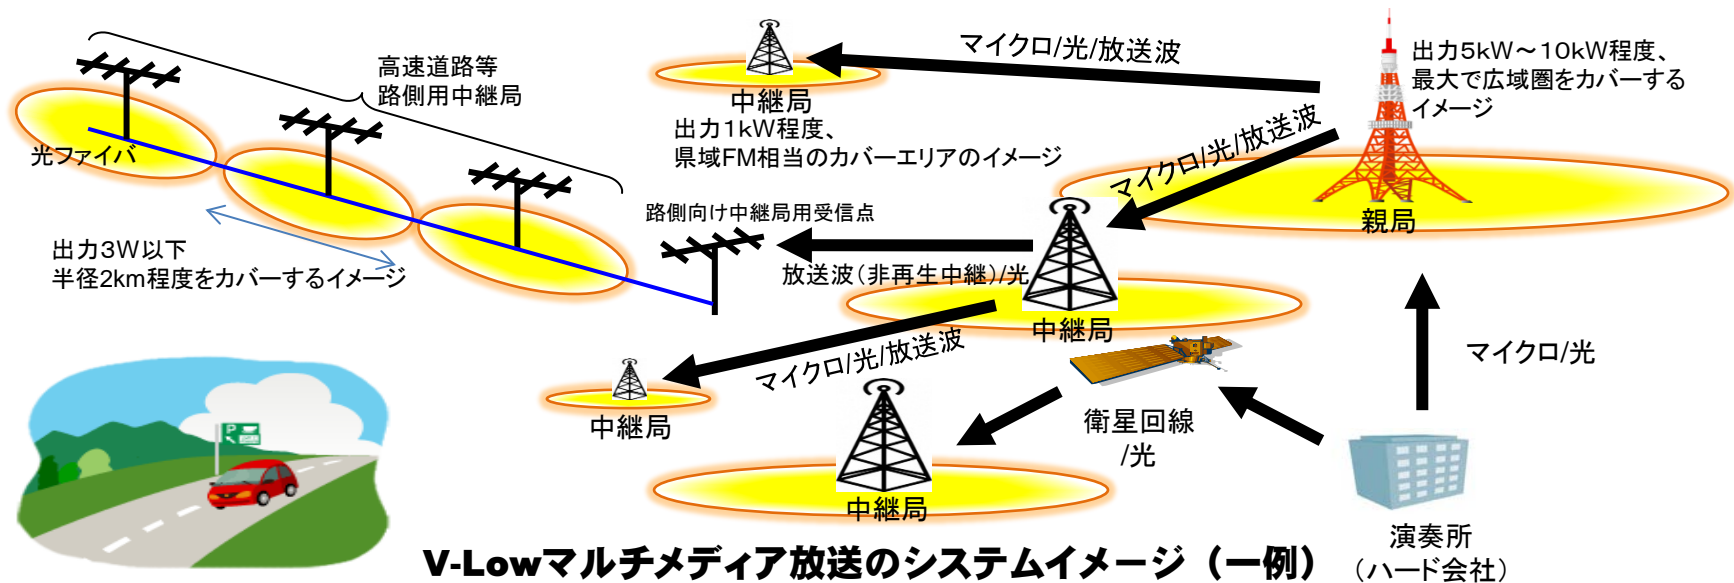 高速道路等
路側用中継局
光ファイバ
出力3W以下
半径2km程度をカバーするイメージ
マイクロ/光/放送波
中継局
出力1kW程度、
県域FM相当のカバーエリアのイメージ
出力5kW～10kW程度、
最大で広域圏をカバーする
イメージ
マイクロ/光/放送波
親局
路側向け中継局用受信点
放送波（非再生中継）/光
中継局
マイクロ/光/放送波
中継局
マイクロ/光
衛星回線
/光
中継局
演奏所
（ハード会社）
P
V-Lowマルチメディア放送のシステムイメージ（一例）